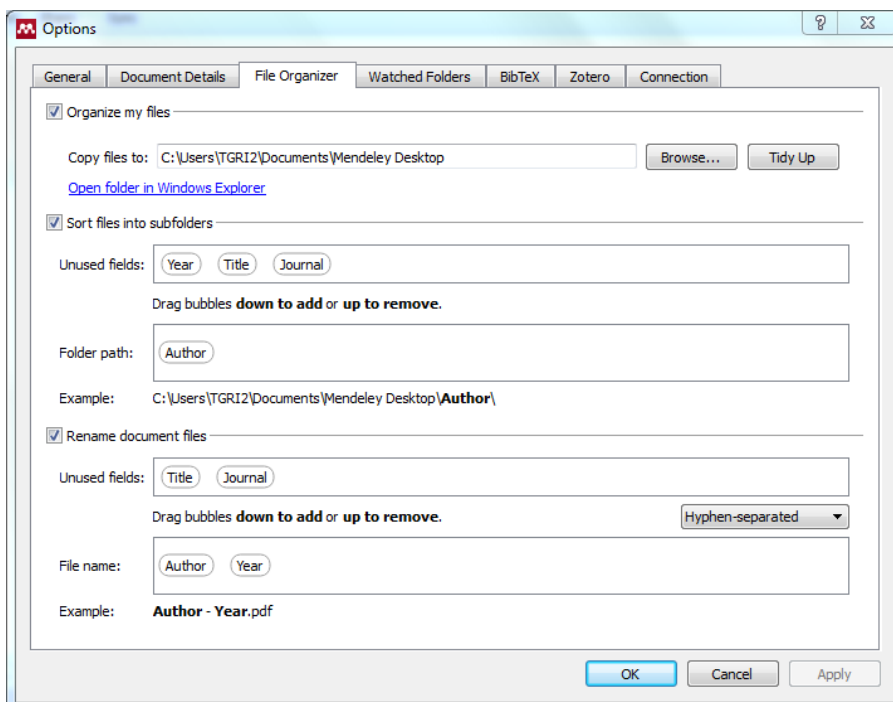 Options
General Document Details File Organizer Watched Folders BibTeX Zotero Connection
Organize my files
Copy files to: C:\Users\TGRI2\Documents\Mendeley Desktop Browse... Tidy Up
Open folder in Windows Explorer
Sort files into subfolders
Unused fields: Year Title Journal
Drag bubbles down to add or up to remove.
Folder path: Author
Example: C:\Users\TGRI2\Documents\Mendeley Desktop\Author\
Rename document files
Unused fields: Title Journal
Drag bubbles down to add or up to remove. Hyphen-separated
File name: Author Year
Example: Author - Year.pdf
OK Cancel Apply